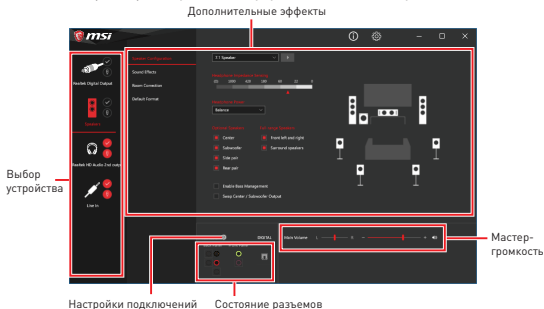 Дополнительные эффекты
msi
Speaker Configuration
Sound Effects
Room Correction
Default Format
7.1 Speaker
Balance
Center
Subwoofer
Side pair
Rear pair
Front left and right
Surround speakers
Enable Bass Management
Swap Center / Subwoofer Output
Realtek Digital Output
Speakers
Realtek HD Audio 2nd output
Line In
DIGITAL
Main Volume
L
R
-
+
Выбор
устройства
Мастер-
громкость
Настройки подключений
Состояние разъемов